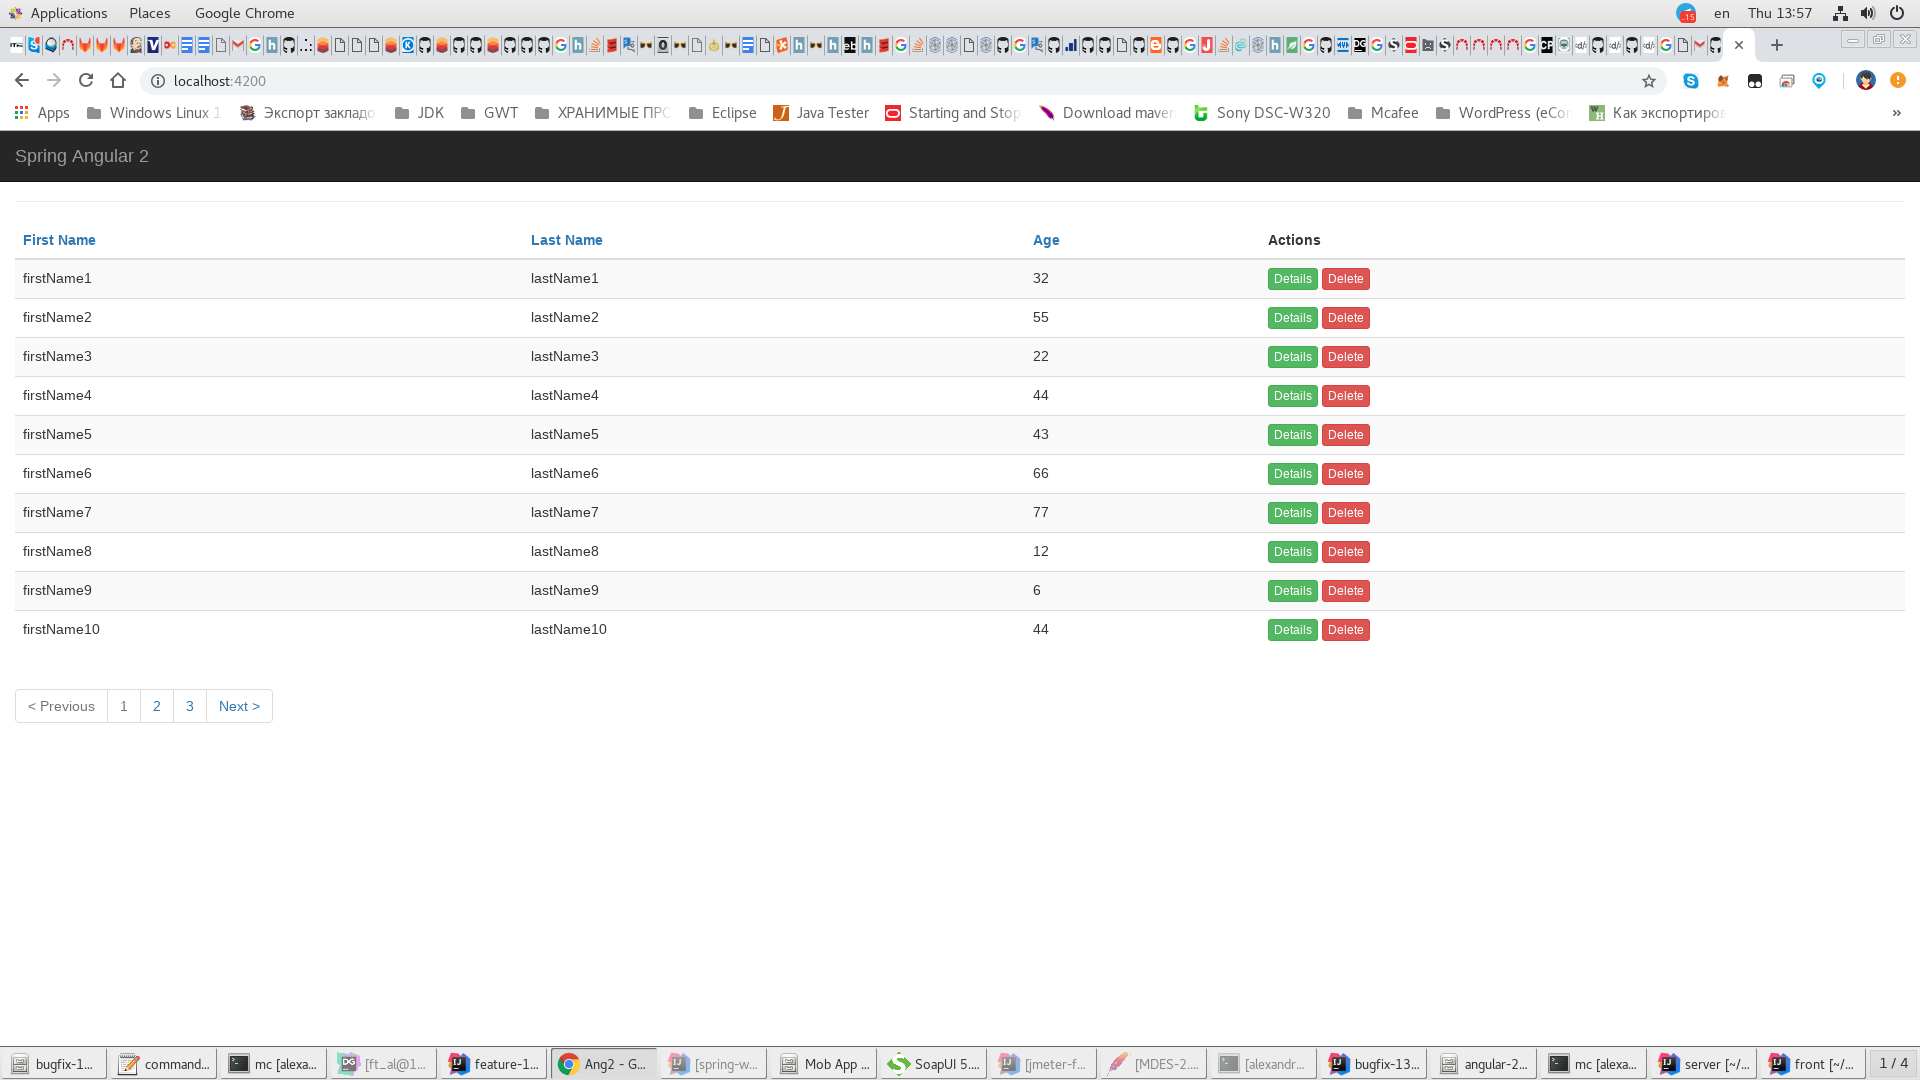 Applications Places Google Chrome en Thu 13:57
localhost:4200
Apps Windows Linux 1 Экспорт закладо JDK GWT ХРАНИМЫЕ ПРО Eclipse Java Tester Starting and Stop Download maven Sony DSC-W320 Mcafee WordPress (eCor Как экспортиров »
Spring Angular 2
First Name Last Name Age Actions
firstName1 lastName1 32 Details Delete
firstName2 lastName2 55 Details Delete
firstName3 lastName3 22 Details Delete
firstName4 lastName4 44 Details Delete
firstName5 lastName5 43 Details Delete
firstName6 lastName6 66 Details Delete
firstName7 lastName7 77 Details Delete
firstName8 lastName8 12 Details Delete
firstName9 lastName9 6 Details Delete
firstName10 lastName10 44 Details Delete
< Previous 1 2 3 Next >
bugfix-1... command... mc [alexa... [ft_al@1... feature-1... Ang2 - G... [spring-w... Mob App ... SoapUI 5.... [jmeter-f... [MDES-2.... [alexandr... bugfix-13... angular-2... mc [alexa... server [~/... front [~/... 1 / 4